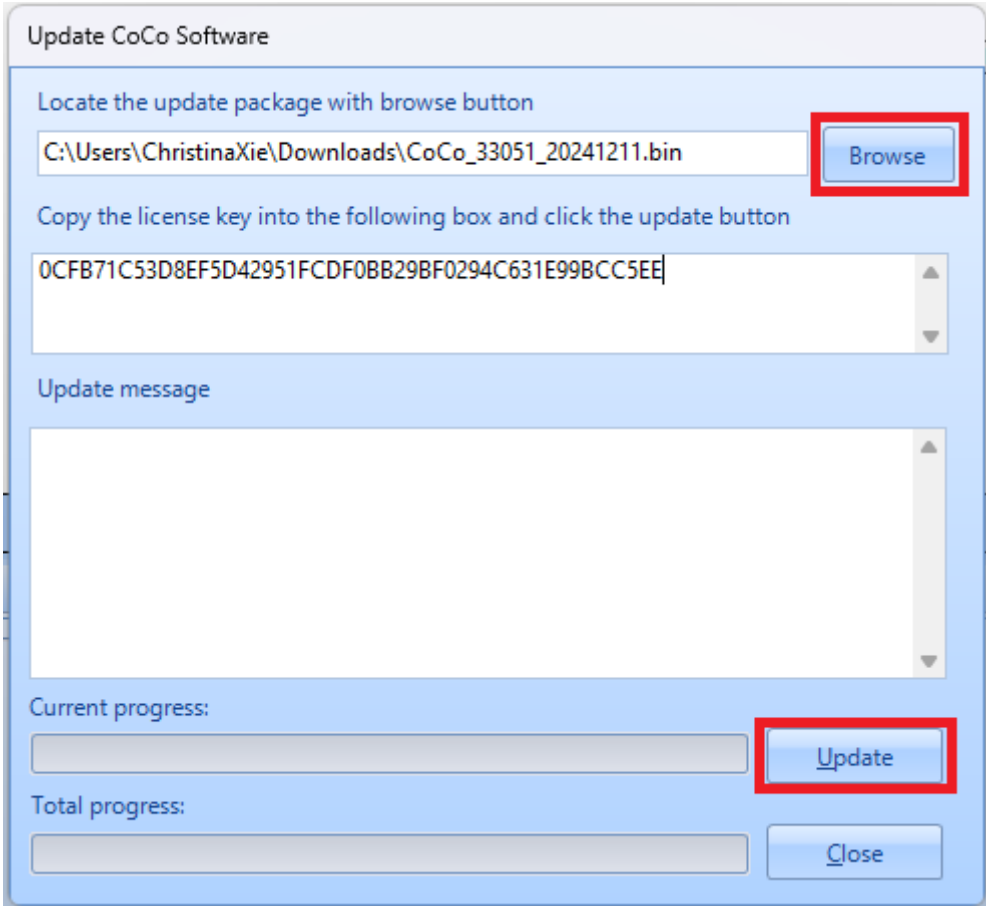 Update CoCo Software
Locate the update package with browse button
C:\Users\ChristinaXie\Downloads\CoCo_33051_20241211.bin
Browse
Copy the license key into the following box and click the update button
0CFB71C53D8EF5D42951FCDF0BB29BF0294C631E99BCC5EE
Update message
Current progress:
Update
Total progress:
Close